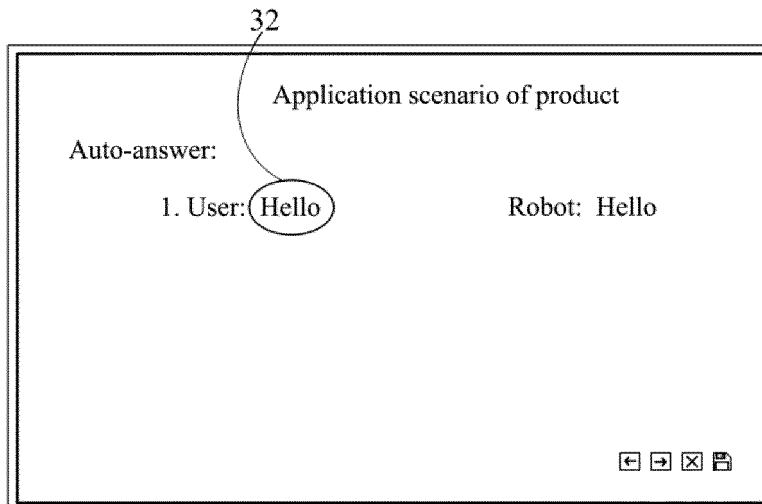 32
Application scenario of product
Auto-answer:
1. User: Hello Robot: Hello